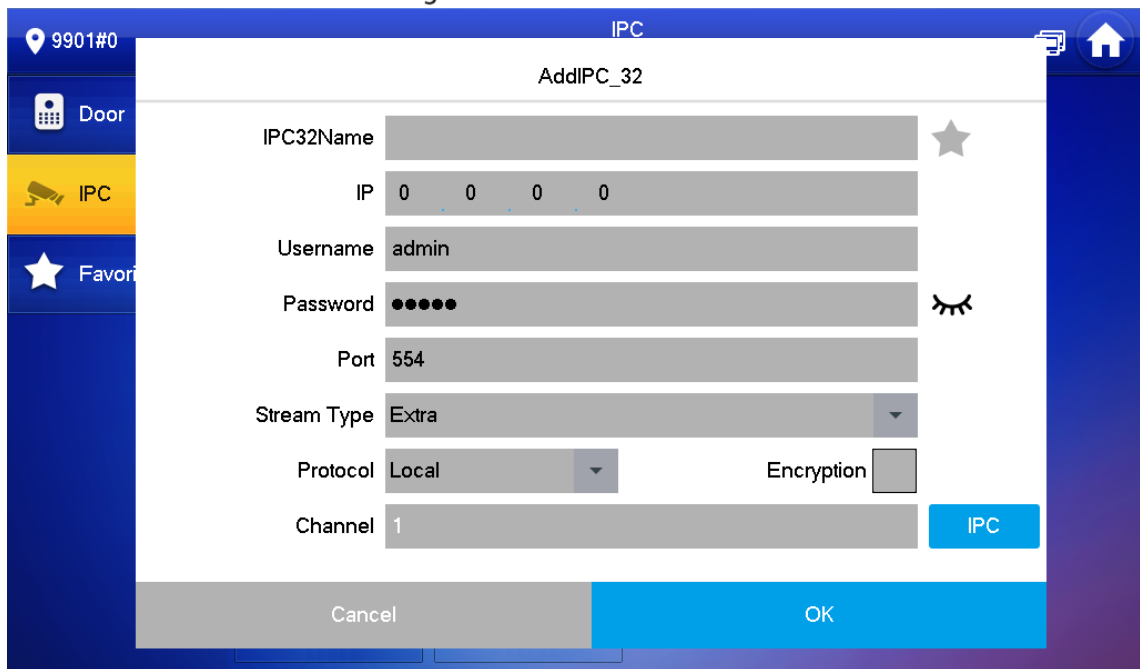 9901#0
IPC
AddIPC_32
Door
IPC
Favori
IPC32Name
IP 0 . 0 . 0 . 0
Username admin
Password ●●●●●
Port 554
Stream Type Extra
Protocol Local Encryption
Channel 1 IPC
Cancel OK